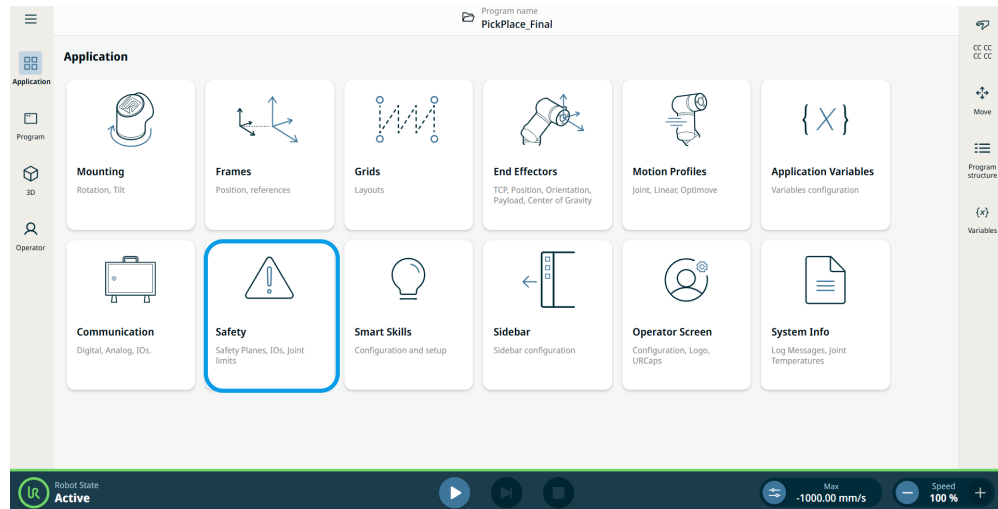 Program name
PickPlace_Final
Application
Application
Program
3D
Operator
Mounting
Rotation, Tilt
Frames
Position, references
Grids
Layouts
End Effectors
TCP, Position, Orientation,
Payload, Center of Gravity
Motion Profiles
Joint, Linear, Optimove
{X}
Application Variables
Variables configuration
Communication
Digital, Analog, IOs.
Safety
Safety Planes, IOs, Joint
limits
Smart Skills
Configuration and setup
Sidebar
Sidebar configuration
Operator Screen
Configuration, Logo,
URCaps
System Info
Log Messages, Joint
Temperatures
CC CC
CC CC
Move
Program
structure
{x}
Variables
UR
Robot State
Active
Max
-1000.00 mm/s
Speed
100 %